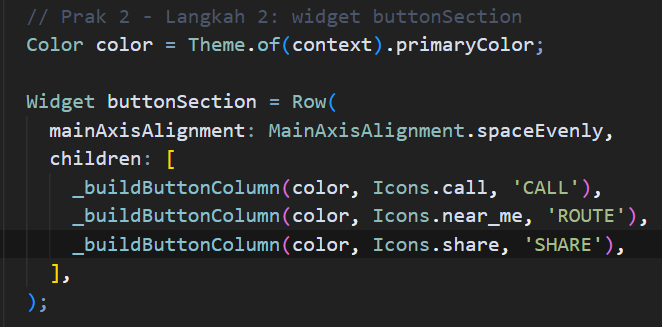 // Prak 2 - Langkah 2: widget buttonSection
Color color = Theme.of(context).primaryColor;

Widget buttonSection = Row(
  mainAxisAlignment: MainAxisAlignment.spaceEvenly,
  children: [
    _buildButtonColumn(color, Icons.call, 'CALL'),
    _buildButtonColumn(color, Icons.near_me, 'ROUTE'),
    _buildButtonColumn(color, Icons.share, 'SHARE'),
  ],
);